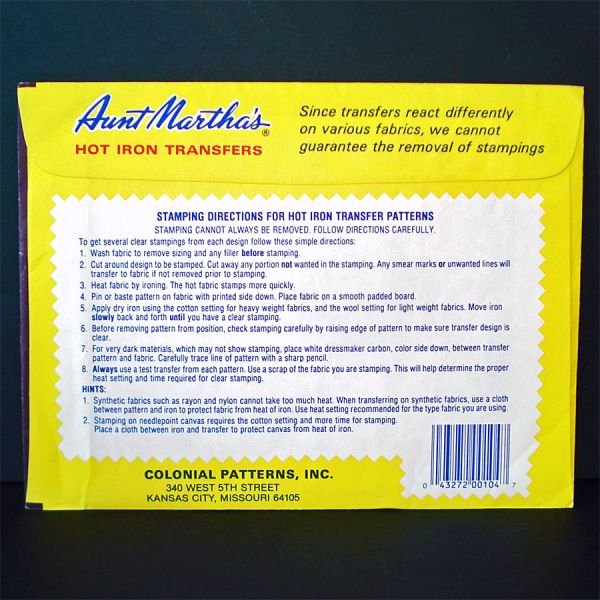 Aunt Martha's®
HOT IRON TRANSFERS
Since transfers react differently
on various fabrics, we cannot
guarantee the removal of stampings
STAMPING DIRECTIONS FOR HOT IRON TRANSFER PATTERNS
STAMPING CANNOT ALWAYS BE REMOVED. FOLLOW DIRECTIONS CAREFULLY.
To get several clear stampings from each design follow these simple directions:
1. Wash fabric to remove sizing and any filler before stamping.
2. Cut around design to be stamped. Cut away any portion not wanted in the stamping. Any smear marks or unwanted lines will
transfer to fabric if not removed prior to stamping.
3. Heat fabric by ironing. The hot fabric stamps more quickly.
4. Pin or baste pattern on fabric with printed side down. Place fabric on a smooth padded board.
5. Apply dry iron using the cotton setting for heavy weight fabrics, and the wool setting for light weight fabrics. Move iron
slowly back and forth until you have a clear stamping.
6. Before removing pattern from position, check stamping carefully by raising edge of pattern to make sure transfer design is
clear.
7. For very dark materials, which may not show stamping, place white dressmaker carbon, color side down, between transfer
pattern and fabric. Carefully trace line of pattern with a sharp pencil.
8. Always use a test transfer from each pattern. Use a scrap of the fabric you are stamping. This will help determine the proper
heat setting and time required for clear stamping.
HINTS:
1. Synthetic fabrics such as rayon and nylon cannot take too much heat. When transferring on synthetic fabrics, use a cloth
between pattern and iron to protect fabric from heat of iron. Use heat setting recommended for the type fabric you are using.
2. Stamping on needlepoint canvas requires the cotton setting and more time for stamping.
Place a cloth between iron and transfer to protect canvas from heat of iron.
0 43272 00104 7
COLONIAL PATTERNS, INC.
340 WEST 5TH STREET
KANSAS CITY, MISSOURI 64105